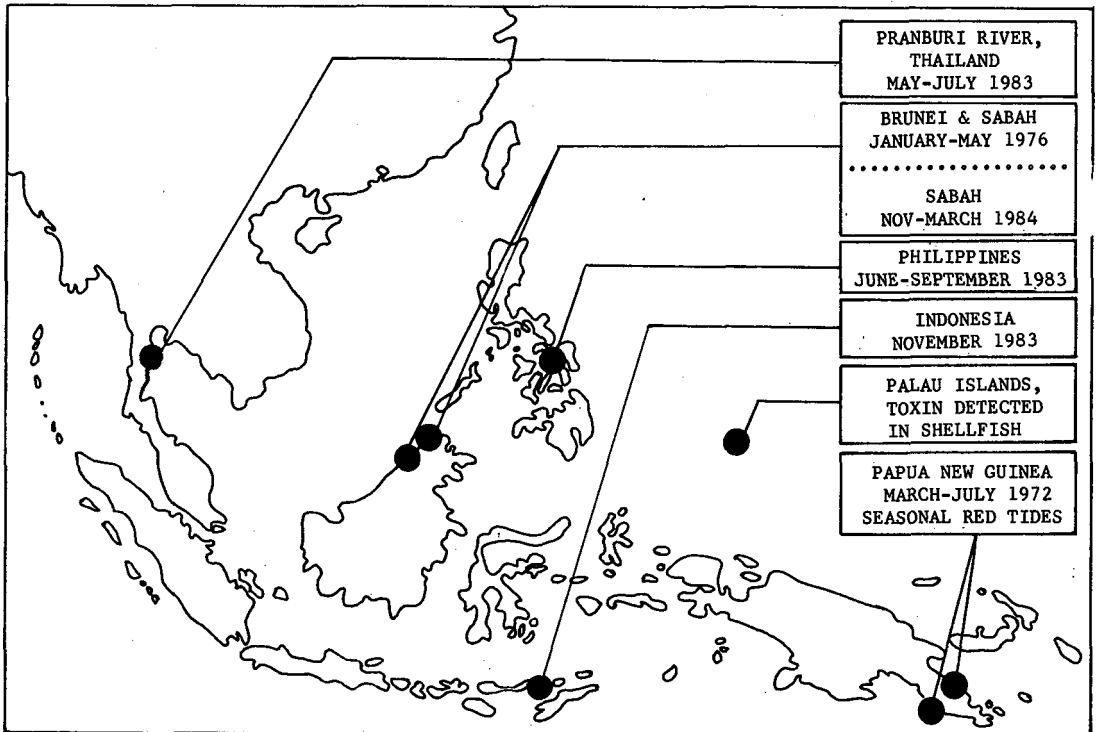 PRANBURI RIVER,
THAILAND
MAY-JULY 1983
BRUNEI & SABAH
JANUARY-MAY 1976
SABAH
NOV-MARCH 1984
PHILIPPINES
JUNE-SEPTEMBER 1983
INDONESIA
NOVEMBER 1983
PALAU ISLANDS,
TOXIN DETECTED
IN SHELLFISH
PAPUA NEW GUINEA
MARCH-JULY 1972
SEASONAL RED TIDES